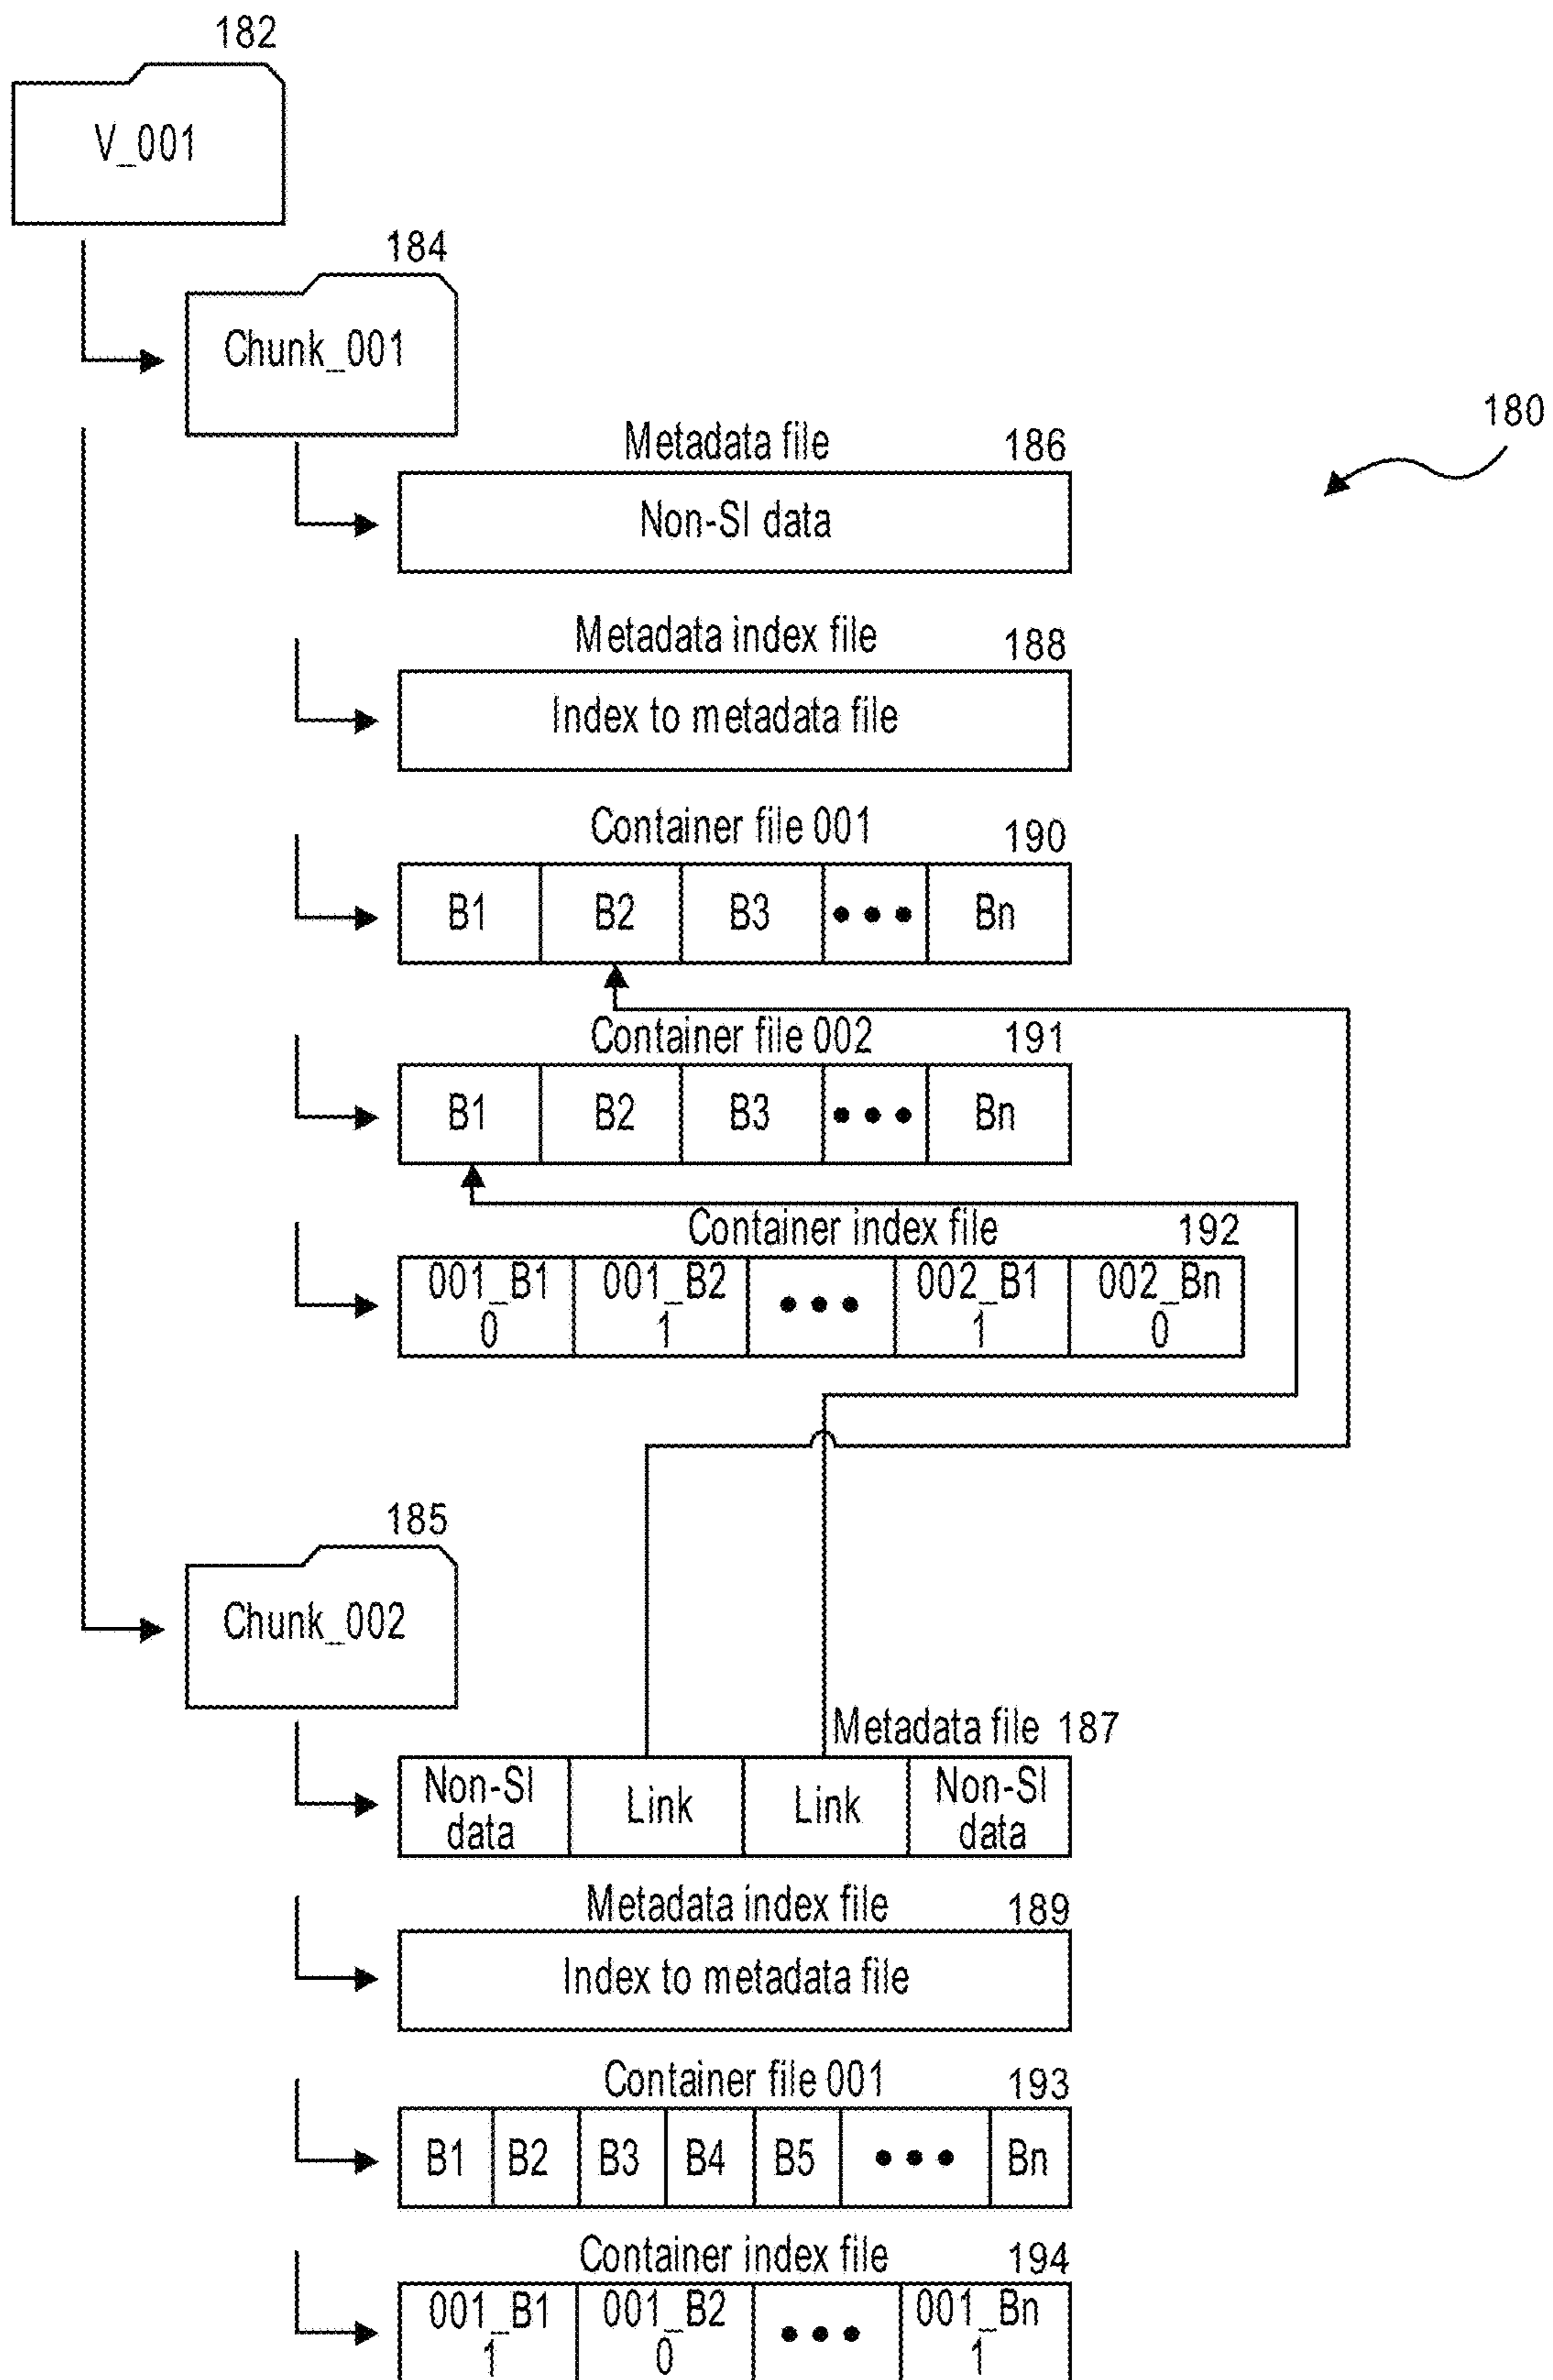 182
V_001
184
Chunk_001
180
Metadata file 186
Non-SI data
Metadata index file 188
Index to metadata file
Container file 001 190
B1 B2 B3 ••• Bn
Container file 002 191
B1 B2 B3 ••• Bn
Container index file 192
001_B1 001_B2 ••• 002_B1 002_Bn
0 1 1 0
185
Chunk_002
Metadata file 187
Non-SI Link Link Non-SI
data data
Metadata index file 189
Index to metadata file
Container file 001 193
B1 B2 B3 B4 B5 ••• Bn
Container index file 194
001_B1 001_B2 ••• 001_Bn
1 0 1